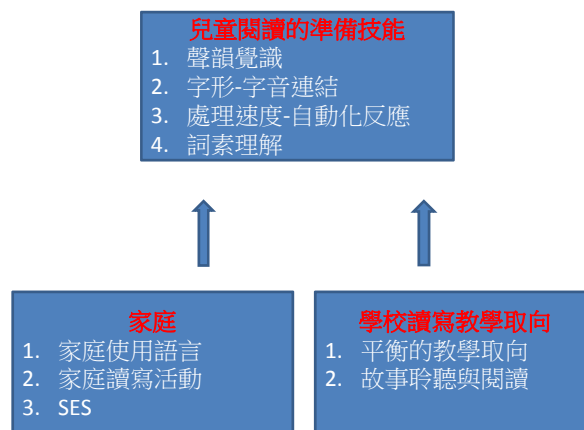 兒童閱讀的準備技能
1. 聲韻覺識
2. 字形-字音連結
3. 處理速度-自動化反應
4. 詞素理解
家庭
1. 家庭使用語言
2. 家庭讀寫活動
3. SES
學校讀寫教學取向
1. 平衡的教學取向
2. 故事聆聽與閱讀